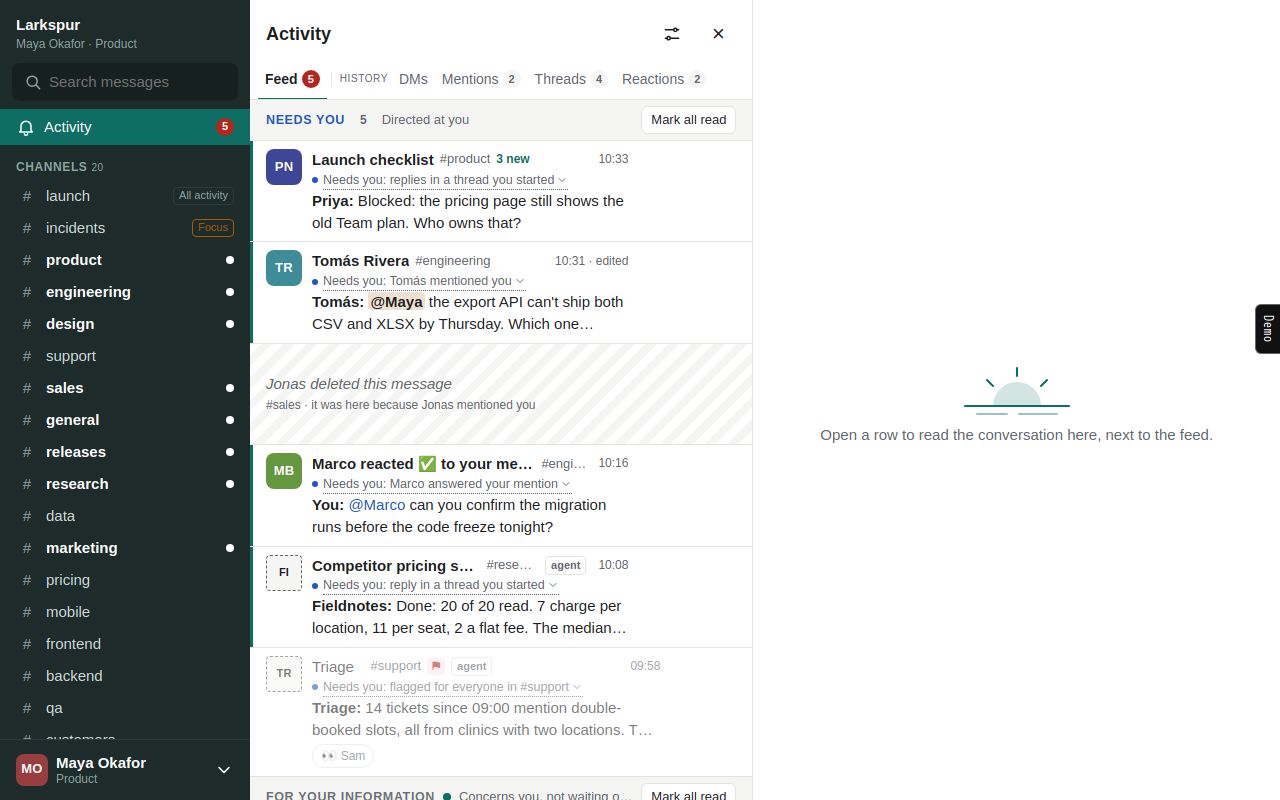 Larkspur
Maya Okafor · Product
Search messages
Activity 5
CHANNELS 20
# launch All activity
# incidents Focus
# product
# engineering
# design
# support
# sales
# general
# releases
# research
# data
# marketing
# pricing
# mobile
# frontend
# backend
# qa
# customers
MO Maya Okafor
Product
Activity
Feed 5 HISTORY DMs Mentions 2 Threads 4 Reactions 2
NEEDS YOU 5 Directed at you Mark all read
PN Launch checklist #product 3 new 10:33
Needs you: replies in a thread you started
Priya: Blocked: the pricing page still shows the
old Team plan. Who owns that?
TR Tomás Rivera #engineering 10:31 · edited
Needs you: Tomás mentioned you
Tomás: @Maya the export API can't ship both
CSV and XLSX by Thursday. Which one…
Jonas deleted this message
#sales · it was here because Jonas mentioned you
MB Marco reacted ✅ to your me… #engi… 10:16
Needs you: Marco answered your mention
You: @Marco can you confirm the migration
runs before the code freeze tonight?
FI Competitor pricing s… #rese… agent 10:08
Needs you: reply in a thread you started
Fieldnotes: Done: 20 of 20 read. 7 charge per
location, 11 per seat, 2 a flat fee. The median…
TR Triage #support agent 09:58
Needs you: flagged for everyone in #support
Triage: 14 tickets since 09:00 mention double-
booked slots, all from clinics with two locations. T…
👀 Sam
FOR YOUR INFORMATION Concerns you, not waiting o… Mark all read
Open a row to read the conversation here, next to the feed.
Demo